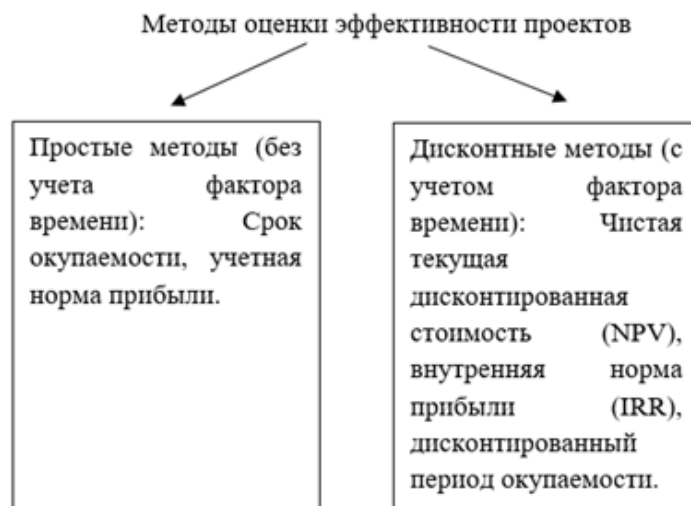 Методы оценки эффективности проектов
Простые методы (без
учета фактора
времени): Срок
окупаемости, учетная
норма прибыли.
Дисконтные методы (с
учетом фактора
времени): Чистая
текущая
дисконтированная
стоимость (NPV),
внутренняя норма
прибыли (IRR),
дисконтированный
период окупаемости.